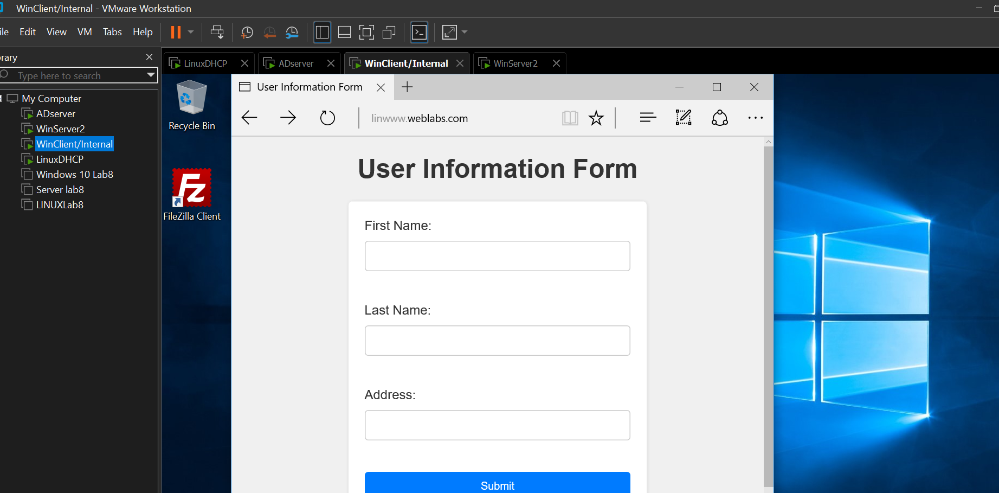 WinClient/Internal - VMware Workstation
ile Edit View VM Tabs Help
rary
Type here to search
My Computer
ADserver
WinServer2
WinClient/Internal
LinuxDHCP
Windows 10 Lab8
Server lab8
LINUXLab8
LinuxDHCP ADserver WinClient/Internal WinServer2
Recycle Bin
FileZilla Client
User Information Form
linwww.weblabs.com
User Information Form
First Name:
Last Name:
Address:
Submit